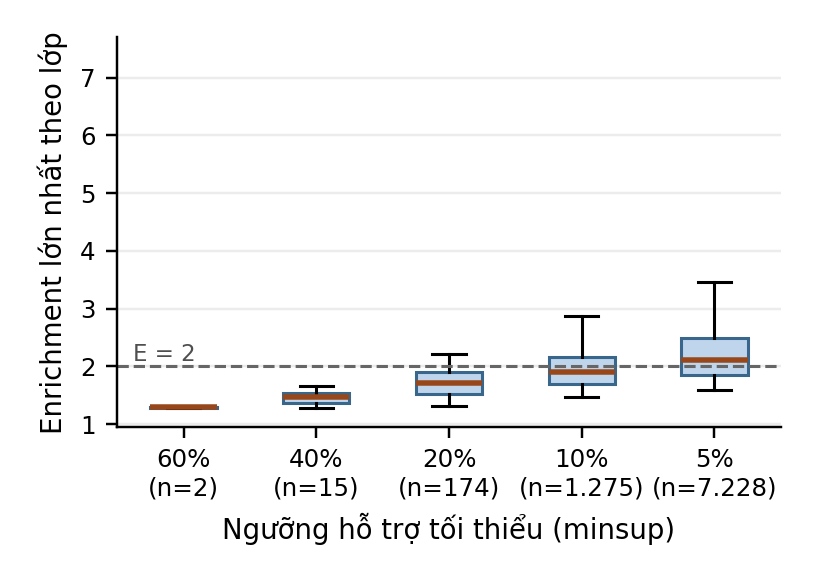 Enrichment lớn nhất theo lớp
7
6
5
4
3
2
1
E = 2
60% 40% 20% 10% 5%
(n=2) (n=15) (n=174) (n=1.275) (n=7.228)
Ngưỡng hỗ trợ tối thiểu (minsup)